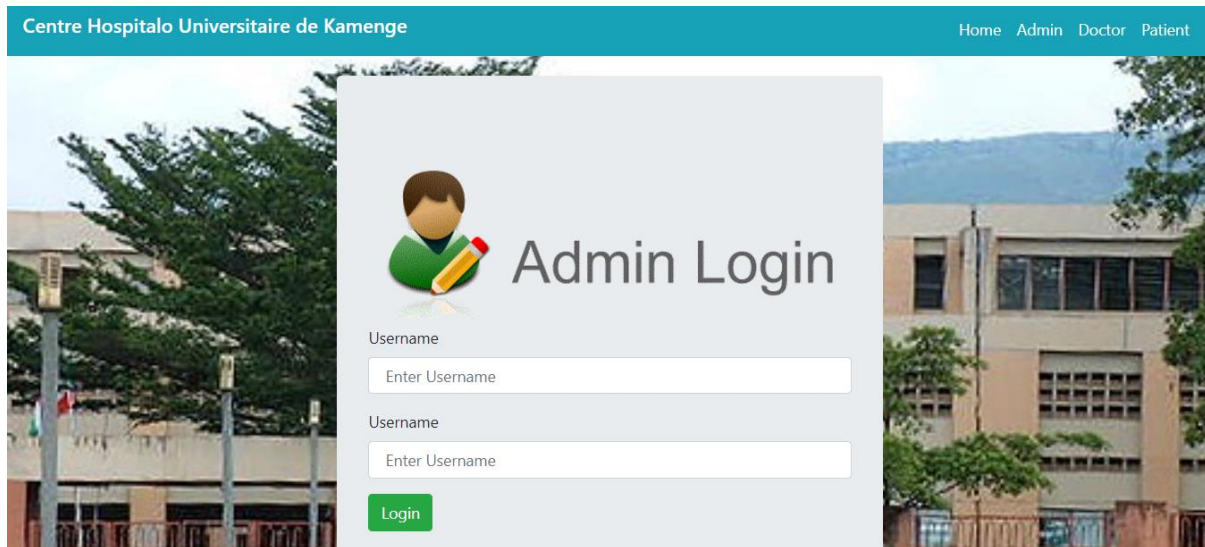 Centre Hospitalo Universitaire de Kamenge
Home Admin Doctor Patient
Admin Login
Username
Enter Username
Username
Enter Username
Login